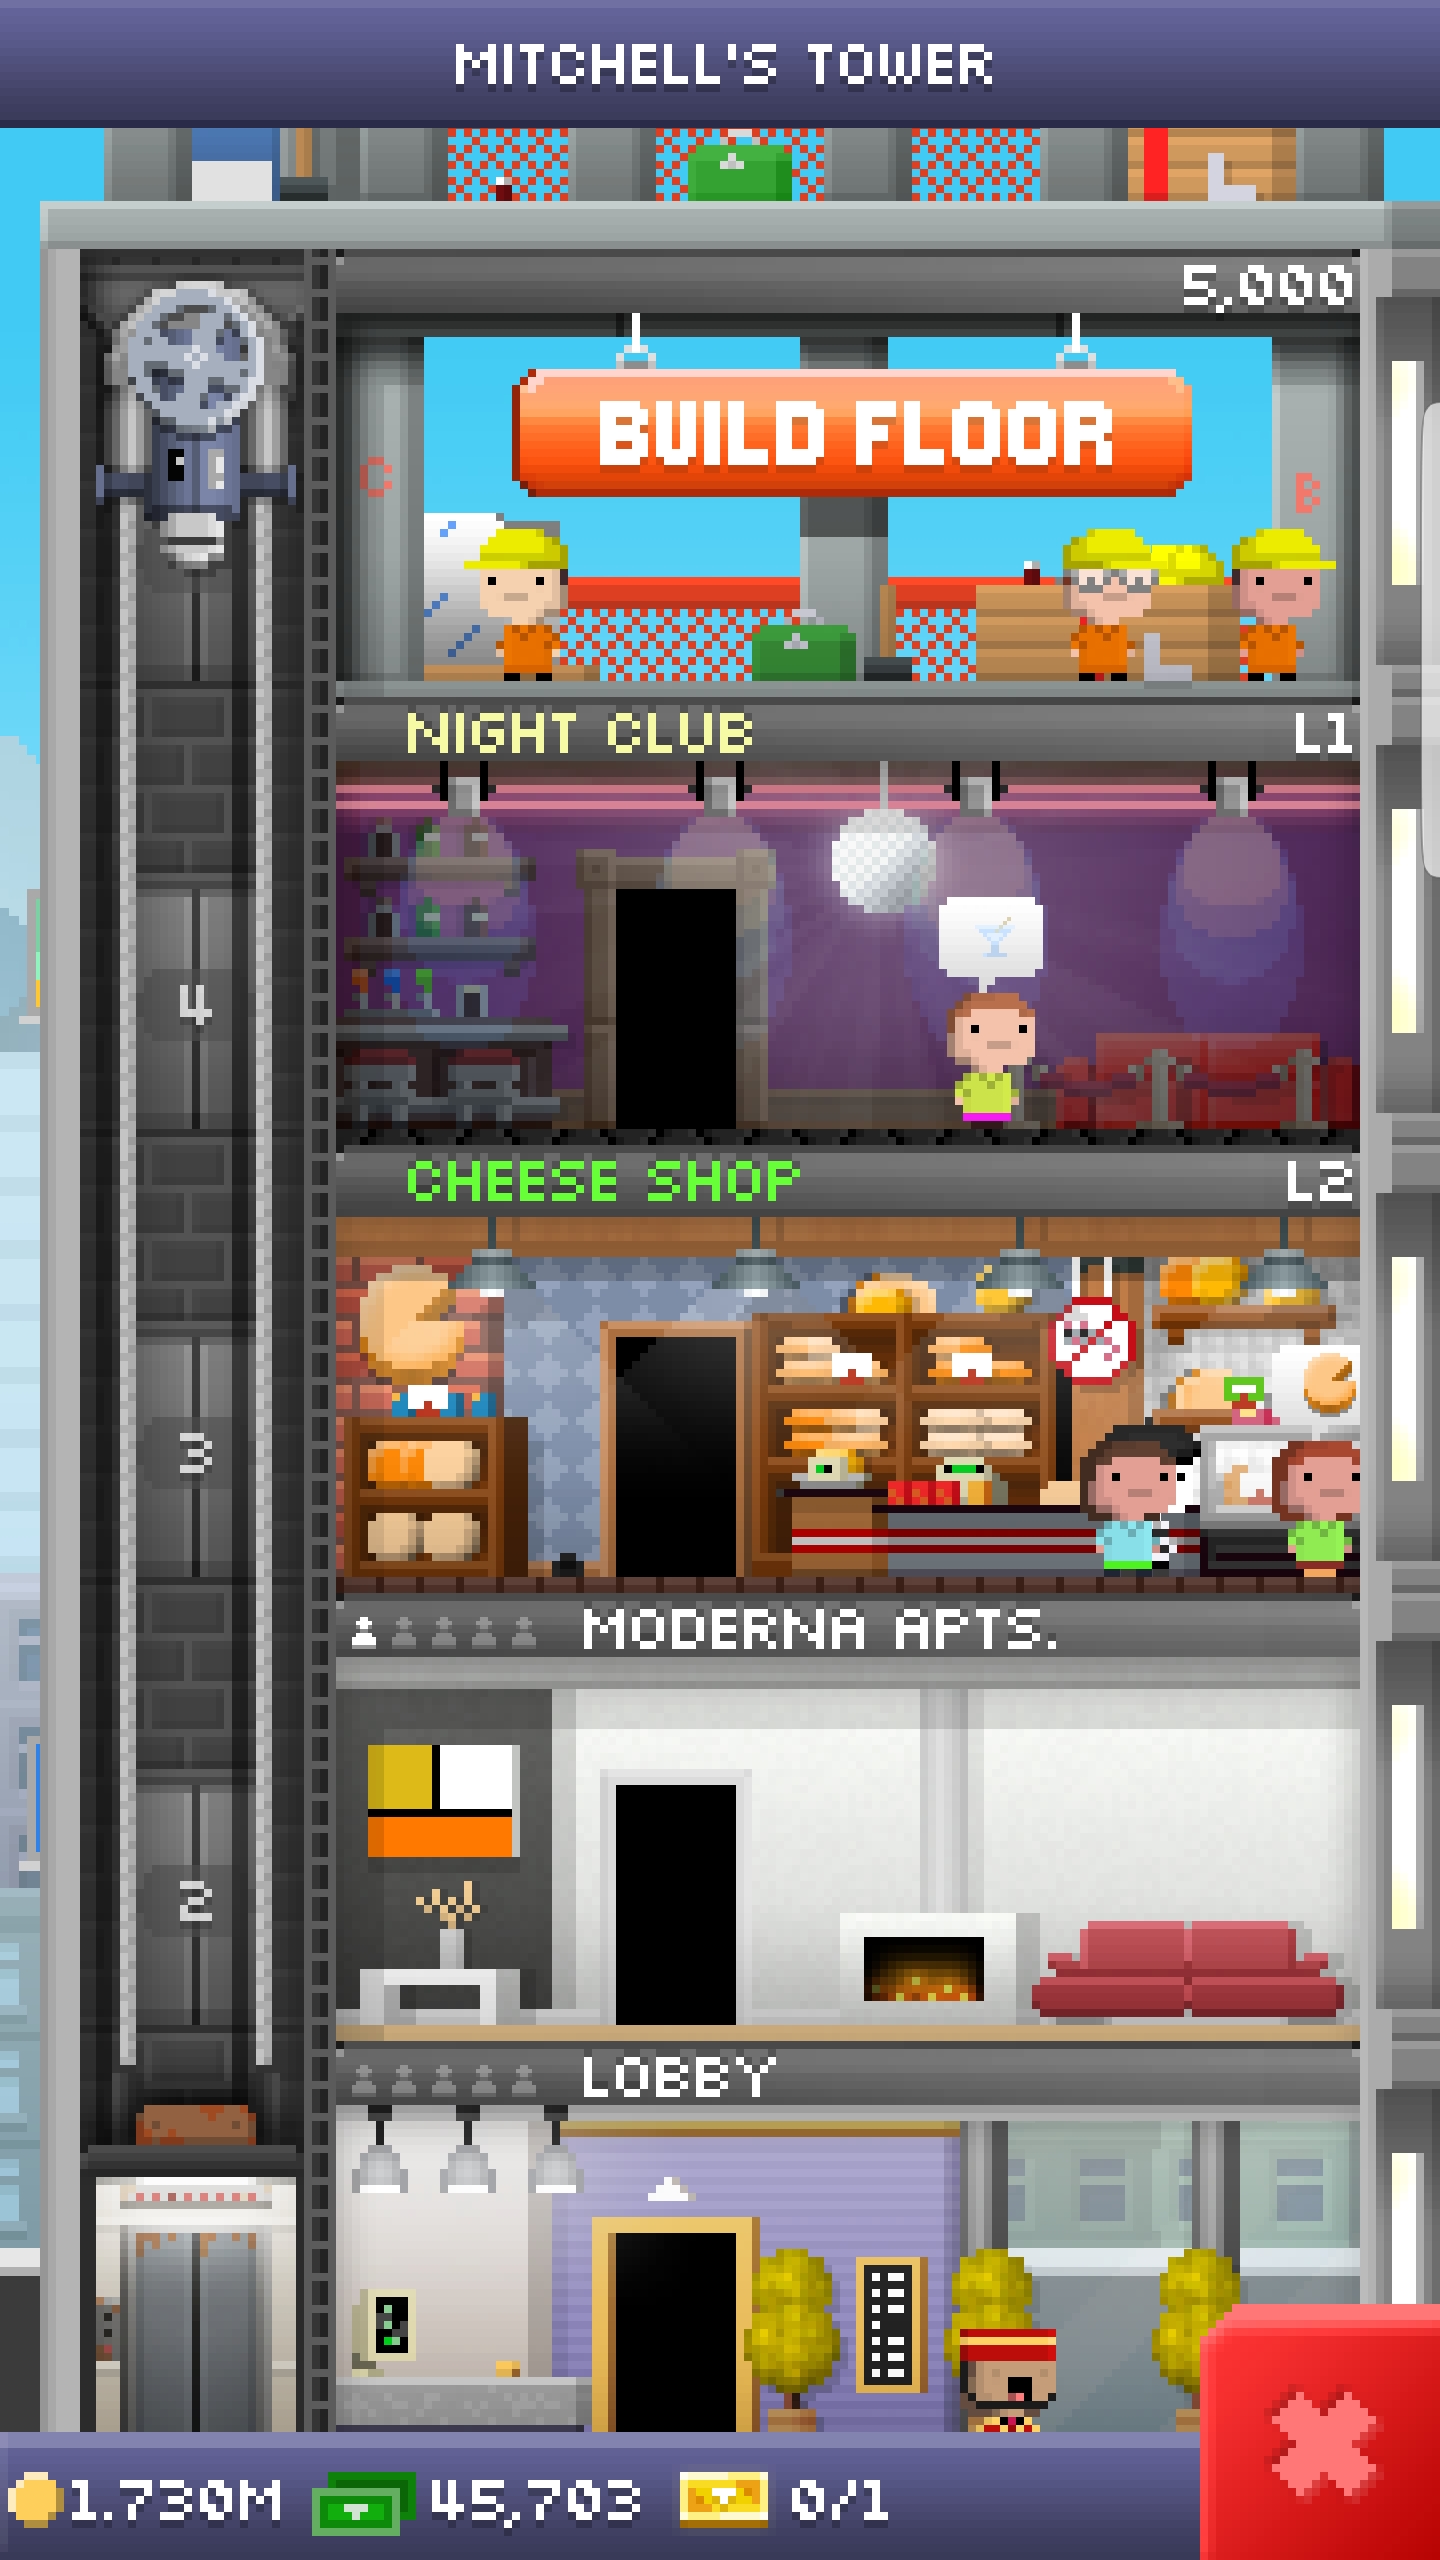 MITCHELL'S TOWER
5,000
BUILD FLOOR
C
B
NIGHT CLUB L1
4
CHEESE SHOP L2
3
MODERNA APTS.
2
LOBBY
1.730M 45,703 0/1